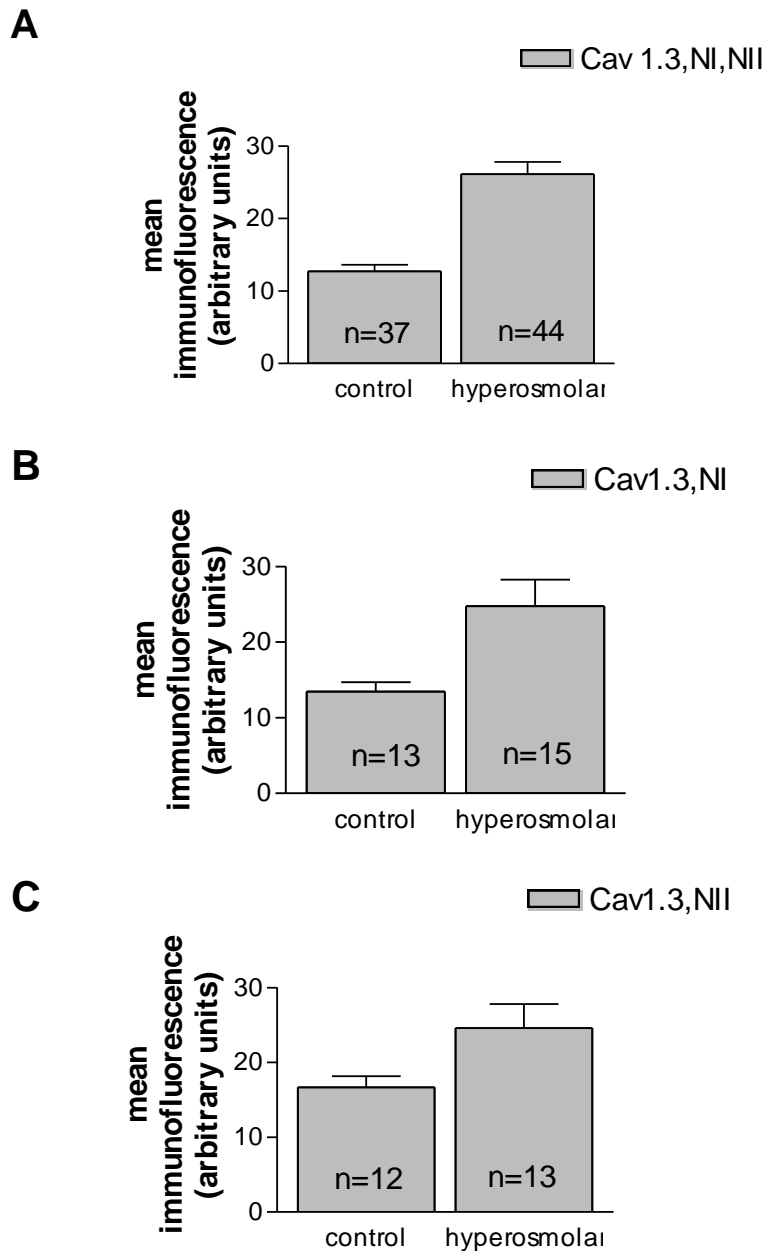 A
Cav 1.3,NI,NII
mean
immunofluorescence
(arbitrary units)
30
20
10
0
n=37
n=44
control
hyperosmolar
B
Cav1.3,NI
mean
immunofluorescence
(arbitrary units)
30
20
10
0
n=13
n=15
control
hyperosmolar
C
Cav1.3,NII
mean
immunofluorescence
(arbitrary units)
30
20
10
0
n=12
n=13
control
hyperosmolar